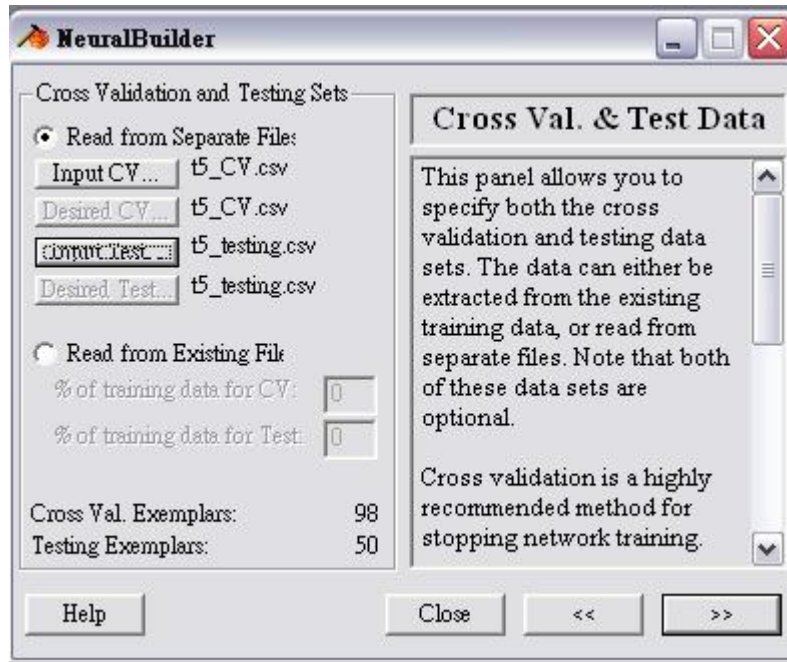 NeuralBuilder
Cross Validation and Testing Sets
Read from Separate Files
Input CV... t5_CV.csv
Desired CV... t5_CV.csv
Input Test... t5_testing.csv
Desired Test... t5_testing.csv
Read from Existing File
% of training data for CV: 0
% of training data for Test: 0
Cross Val. Exemplars: 98
Testing Exemplars: 50
Cross Val. & Test Data
This panel allows you to
specify both the cross
validation and testing data
sets. The data can either be
extracted from the existing
training data, or read from
separate files. Note that both
of these data sets are
optional.
Cross validation is a highly
recommended method for
stopping network training.
Help
Close
<<
>>